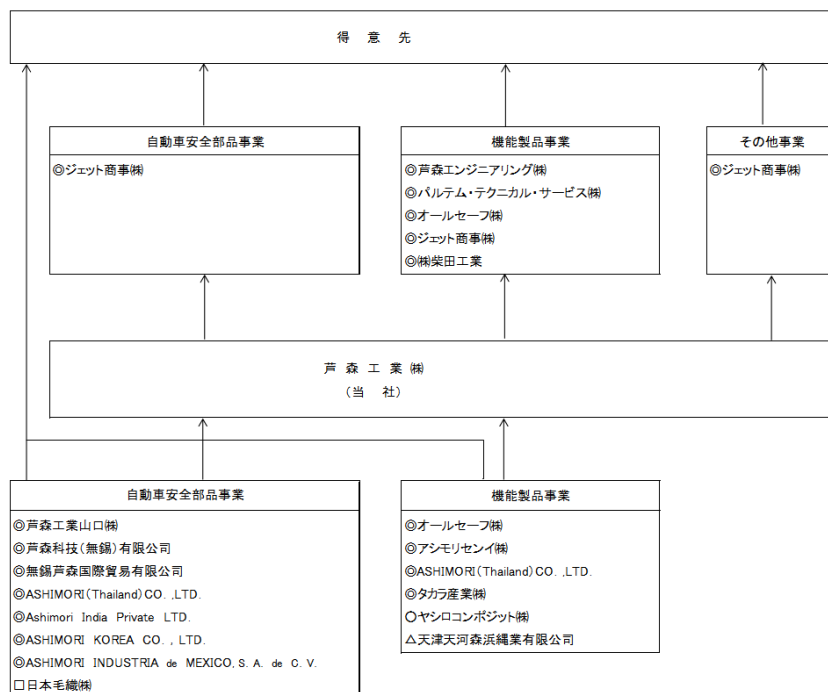 得 意 先
自動車安全部品事業
◎ジェット商事㈱
機能製品事業
◎芦森エンジニアリング㈱
◎パルテム・テクニカル・サービス㈱
◎オールセーフ㈱
◎ジェット商事㈱
◎㈱柴田工業
その他事業
◎ジェット商事㈱
芦 森 工 業 ㈱
(当 社)
自動車安全部品事業
◎芦森工業山口㈱
◎芦森科技(無錫)有限公司
◎無錫芦森国際貿易有限公司
◎ASHIMORI(Thailand)CO.,LTD.
◎Ashimori India Private LTD.
◎ASHIMORI KOREA CO., LTD.
◎ASHIMORI INDUSTRIA de MEXICO,S. A. de C. V.
□日本毛織㈱
機能製品事業
◎オールセーフ㈱
◎アシモリセンイ㈱
◎ASHIMORI(Thailand)CO.,LTD.
◎タカラ産業㈱
○ヤシロコンポジット㈱
△天津天河森浜縄業有限公司